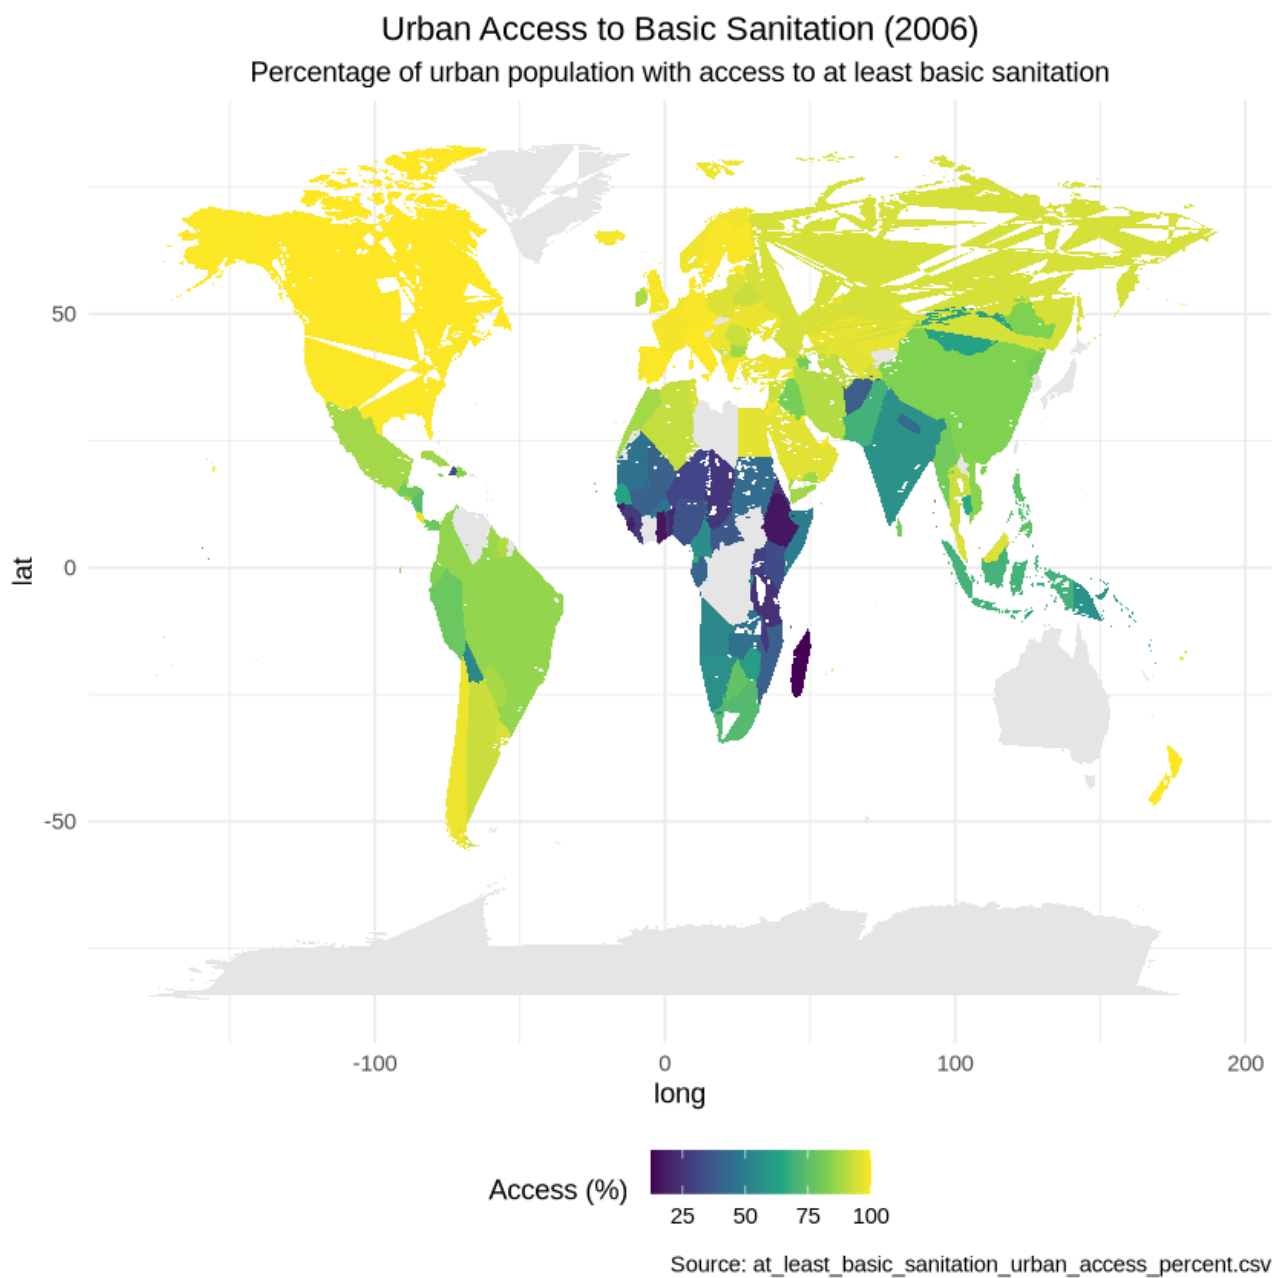 Urban Access to Basic Sanitation (2006)
Percentage of urban population with access to at least basic sanitation
50
0
-50
lat
-100 0 100 200
long
Access (%)
25 50 75 100
Source: at_least_basic_sanitation_urban_access_percent.csv